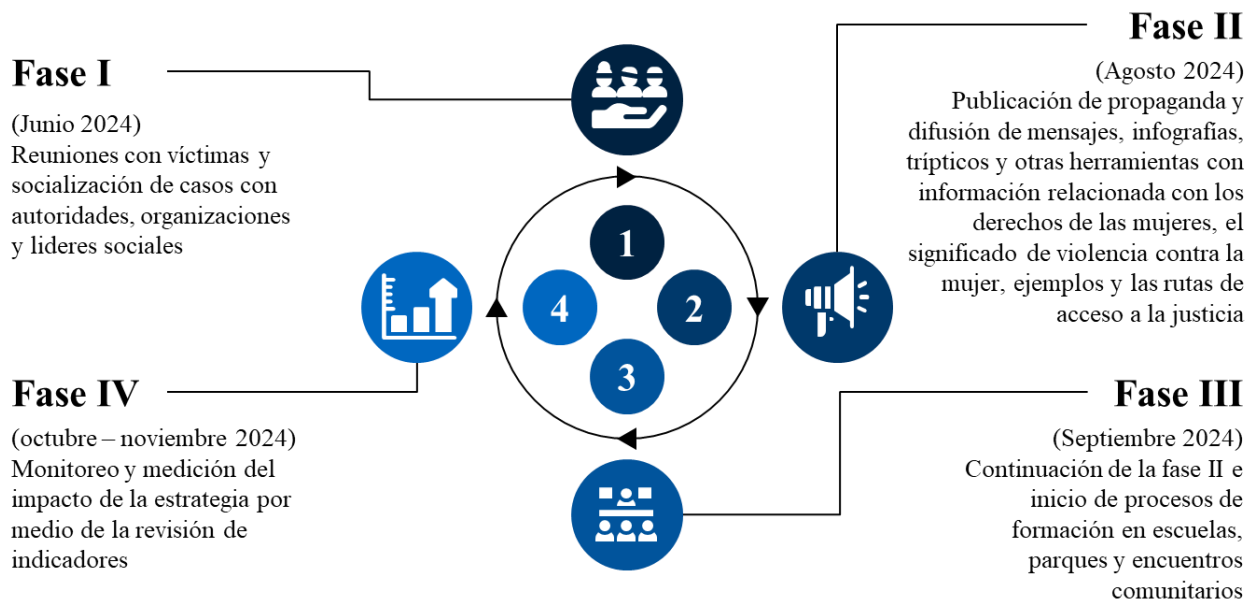 Fase I
(Junio 2024)
Reuniones con víctimas y
socialización de casos con
autoridades, organizaciones
y lideres sociales
Fase II
(Agosto 2024)
Publicación de propaganda y
difusión de mensajes, infografías,
trípticos y otras herramientas con
información relacionada con los
derechos de las mujeres, el
significado de violencia contra la
mujer, ejemplos y las rutas de
acceso a la justicia
1
2
3
4
Fase III
(Septiembre 2024)
Continuación de la fase II e
inicio de procesos de
formación en escuelas,
parques y encuentros
comunitarios
Fase IV
(octubre – noviembre 2024)
Monitoreo y medición del
impacto de la estrategia por
medio de la revisión de
indicadores